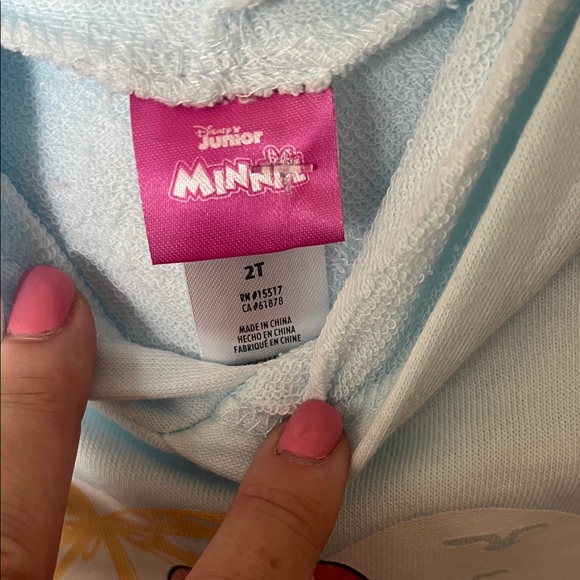 Disney
Junior
MINNIE
2T
RN#15517
CA#61878
MADE IN CHINA
HECHO EN CHINA
FABRIQUÉ EN CHINE